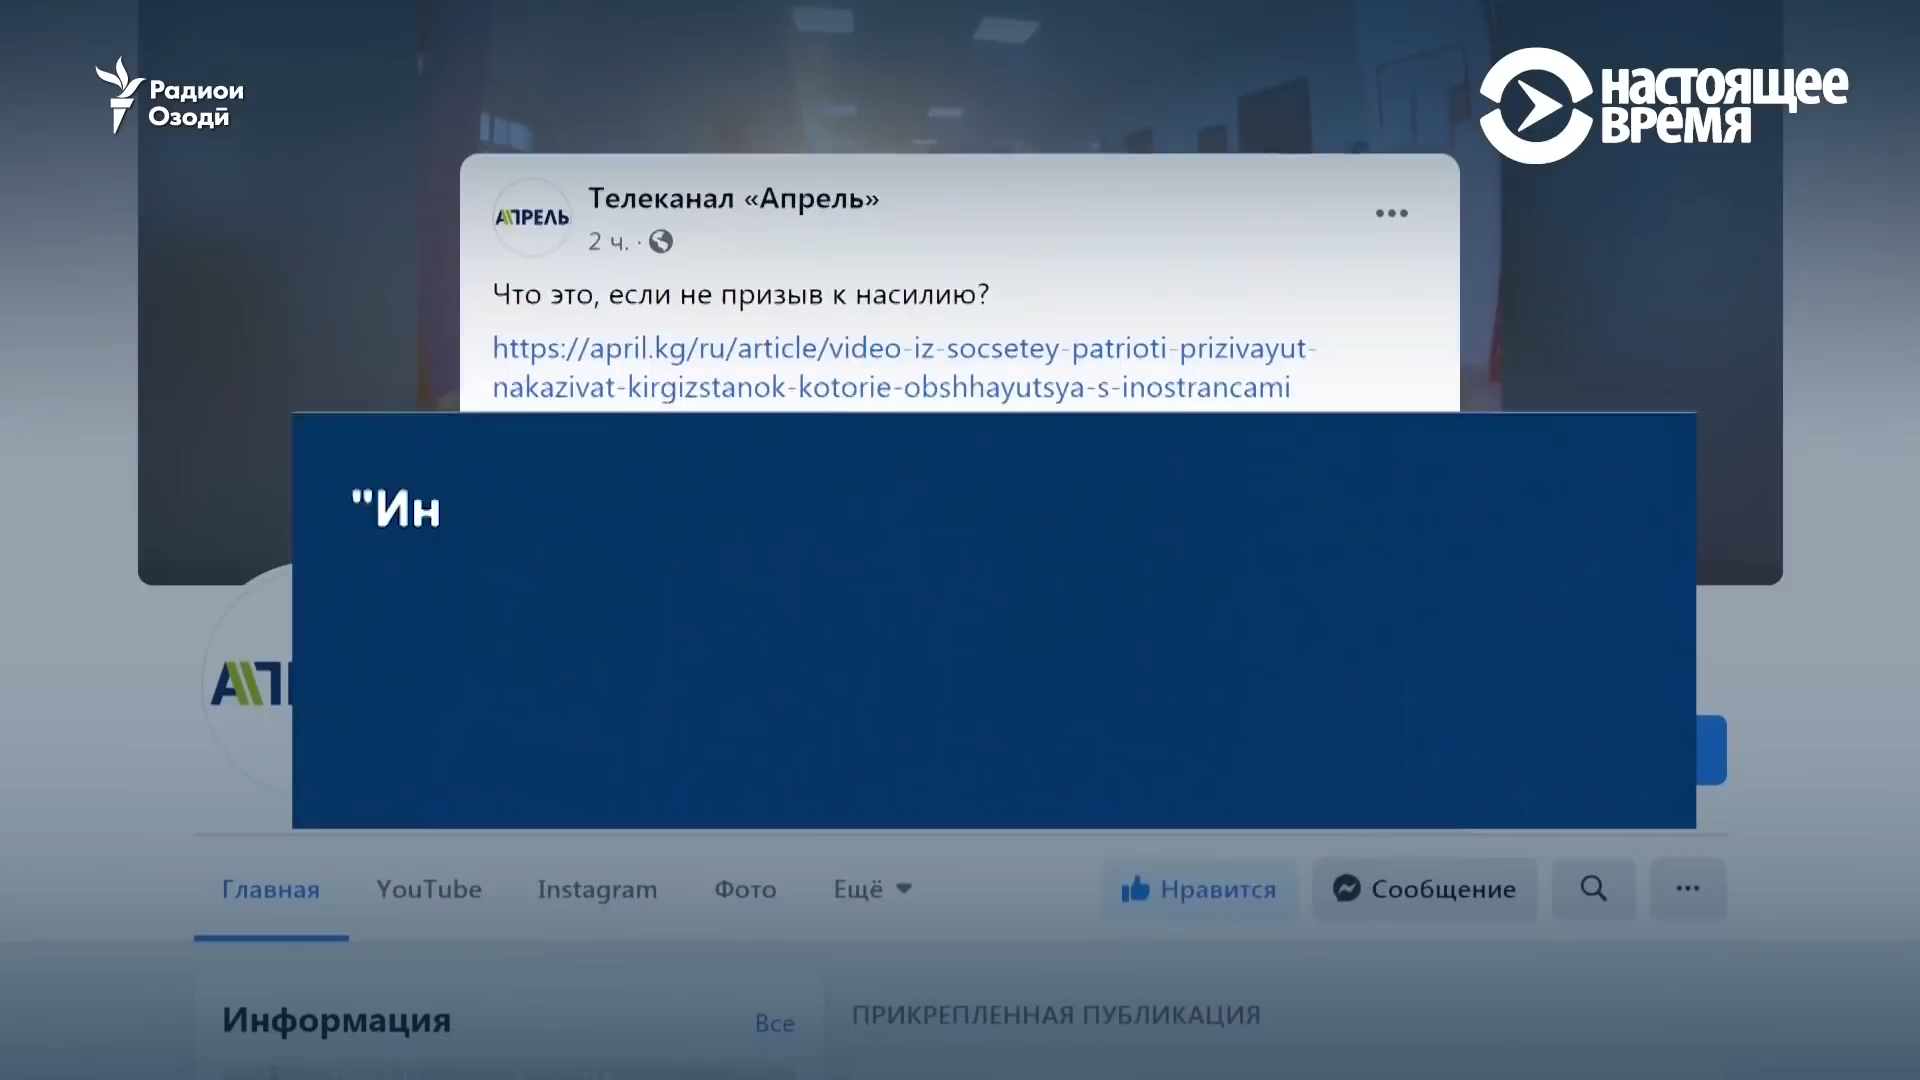 Радиои
Озодӣ
НАСТОЯЩЕЕ
ВРЕМЯ
АПРЕЛЬ
Телеканал «Апрель»
2 ч. ·
Что это, если не призыв к насилию?
https://april.kg/ru/article/video-iz-socsetey-patrioti-prizivayut-
nakazivat-kirgizstanok-kotorie-obshhayutsya-s-inostrancami
"Ин
АПР
Главная
YouTube
Instagram
Фото
Ещё
Нравится
Сообщение
Информация
Все
ПРИКРЕПЛЕННАЯ ПУБЛИКАЦИЯ